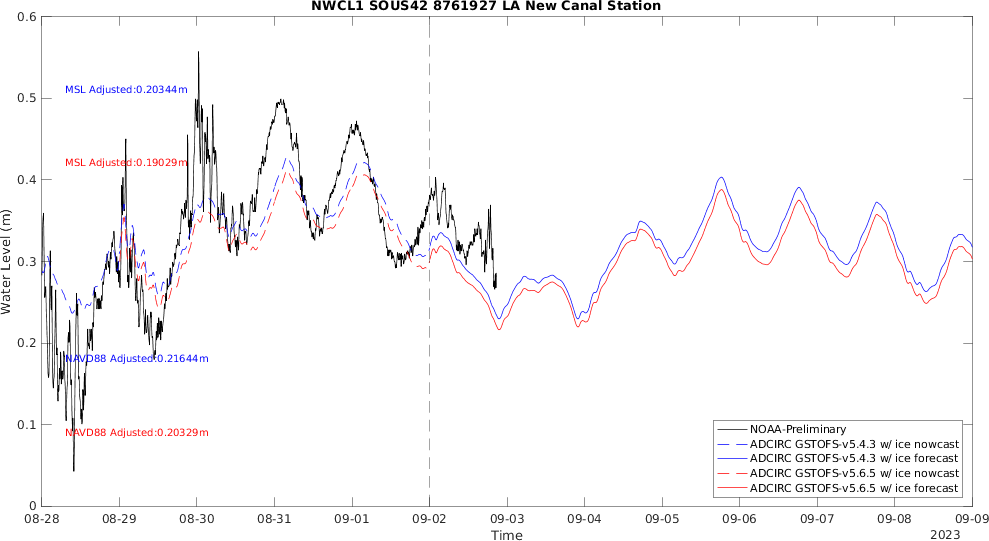 NWCL1 SOUS42 8761927 LA New Canal Station
Water Level (m)
0.6
0.5
0.4
0.3
0.2
0.1
0
MSL Adjusted:0.20344m
MSL Adjusted:0.19029m
NAVD88 Adjusted:0.21644m
NAVD88 Adjusted:0.20329m
NOAA-Preliminary
ADCIRC GSTOFS-v5.4.3 w/ ice nowcast
ADCIRC GSTOFS-v5.4.3 w/ ice forecast
ADCIRC GSTOFS-v5.6.5 w/ ice nowcast
ADCIRC GSTOFS-v5.6.5 w/ ice forecast
08-28 08-29 08-30 08-31 09-01 09-02 09-03 09-04 09-05 09-06 09-07 09-08 09-09
Time
2023